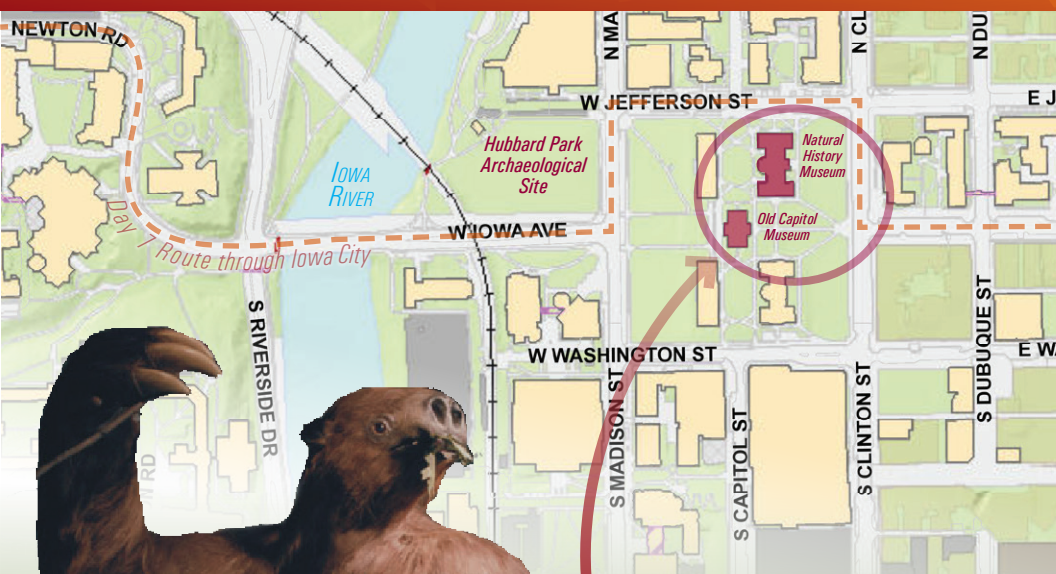 NEWTON RD
N MA
N CL
N DU
W JEFFERSON ST
E J
Hubbard Park
Archaeological
Site
Natural
History
Museum
IOWA
RIVER
Old Capitol
Museum
W IOWA AVE
Day 7 Route through Iowa City
S RIVERSIDE DR
W WASHINGTON ST
E WA
S DUBUQUE ST
S MADISON ST
S CAPITOL ST
S CLINTON ST
RD